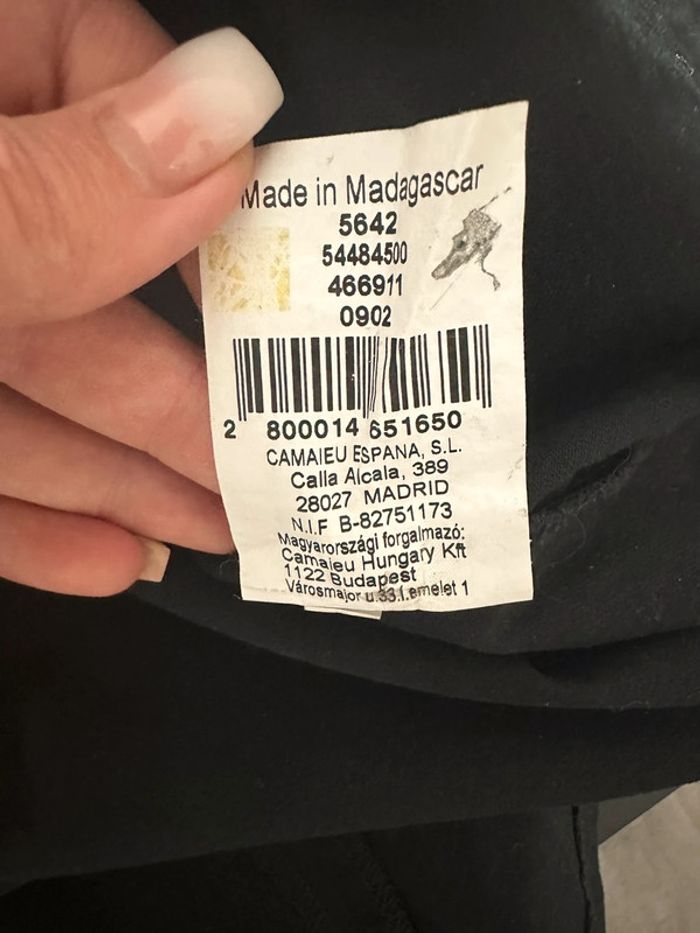 Made in Madagascar
5642
54484500
466911
0902
2 800014 651650
CAMAIEU ESPANA, S.L.
Calla Alcala, 389
28027 MADRID
N.I.F B-82751173
Magyarországi forgalmazó:
Camaieu Hungary Kft
1122 Budapest
Városmajor u.33.I.emelet 1